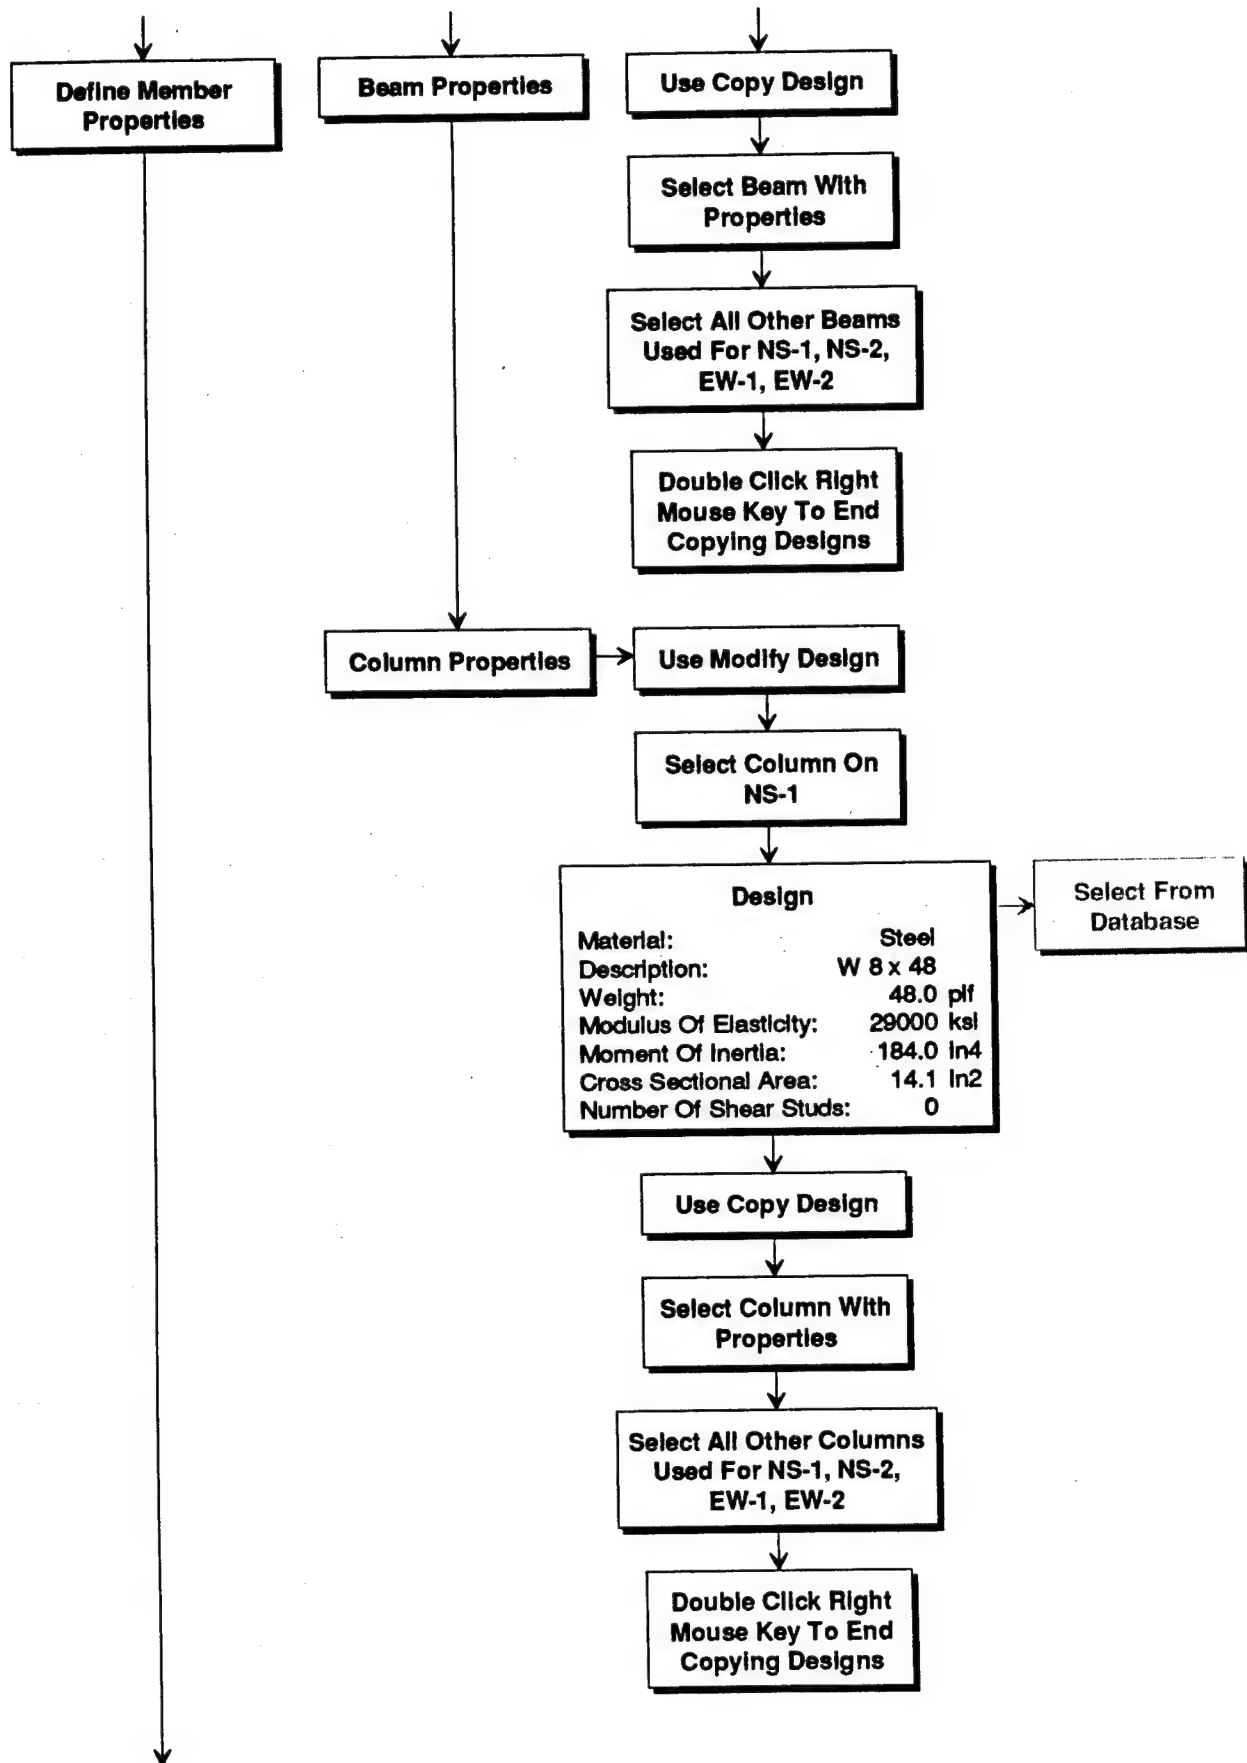 Define Member
Properties
Beam Properties
Use Copy Design
Select Beam With
Properties
Select All Other Beams
Used For NS-1, NS-2,
EW-1, EW-2
Double Click Right
Mouse Key To End
Copying Designs
Column Properties
Use Modify Design
Select Column On
NS-1
Design
Material: Steel
Description: W 8 x 48
Weight: 48.0 plf
Modulus Of Elasticity: 29000 ksi
Moment Of Inertia: 184.0 in4
Cross Sectional Area: 14.1 in2
Number Of Shear Studs: 0
Select From
Database
Use Copy Design
Select Column With
Properties
Select All Other Columns
Used For NS-1, NS-2,
EW-1, EW-2
Double Click Right
Mouse Key To End
Copying Designs